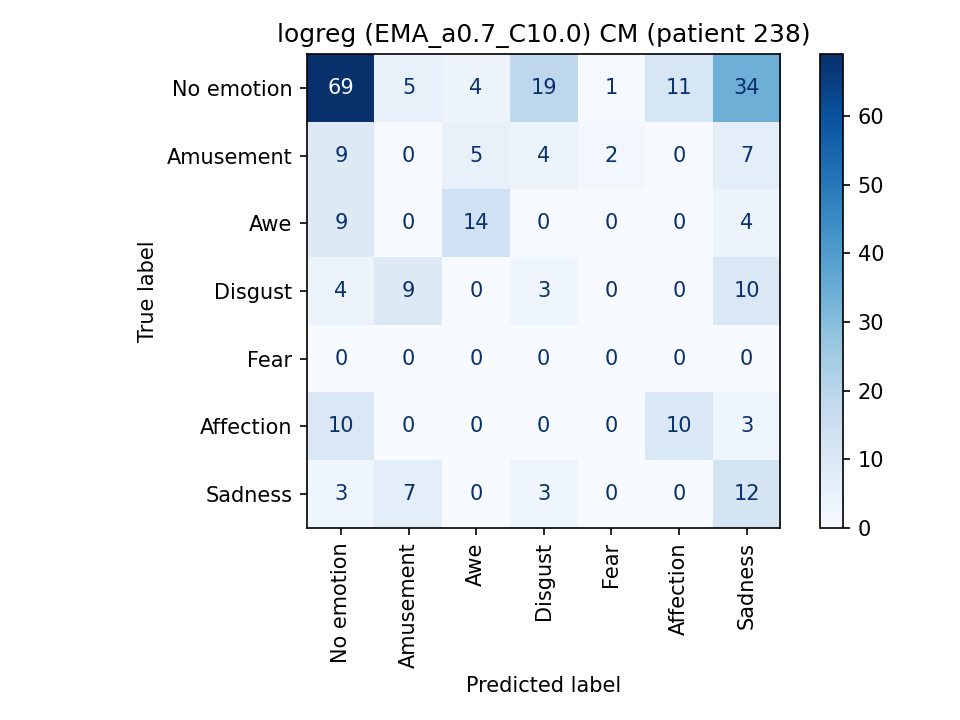 logreg (EMA_a0.7_C10.0) CM (patient 238)
No emotion 69 5 4 19 1 11 34
Amusement 9 0 5 4 2 0 7
Awe 9 0 14 0 0 0 4
Disgust 4 9 0 3 0 0 10
Fear 0 0 0 0 0 0 0
Affection 10 0 0 0 0 10 3
Sadness 3 7 0 3 0 0 12
True label
No emotion
Amusement
Awe
Disgust
Fear
Affection
Sadness
Predicted label
60
50
40
30
20
10
0